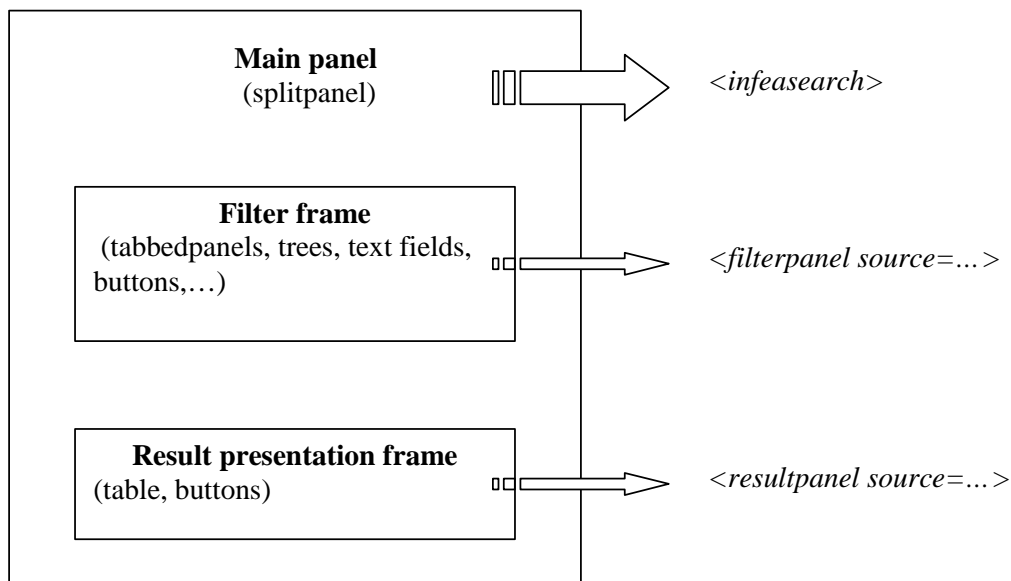 Main panel
(splitpanel)
<infeasearch>
Filter frame
(tabbedpanels, trees, text fields,
buttons,…)
<filterpanel source=...>
Result presentation frame
(table, buttons)
<resultpanel source=...>